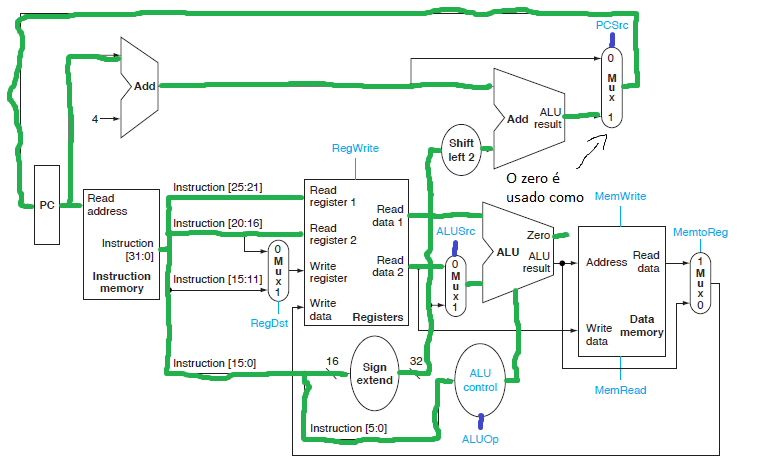 PCSrc
0
M
u
x
1
Add
Add
ALU
result
4
Shift
left 2
RegWrite
O zero é
usado como
PC
Read
address
Instruction
[31:0]
Instruction
memory
Instruction [25:21]
Instruction [20:16]
Instruction [15:11]
Instruction [15:0]
Instruction [5:0]
0
M
u
x
1
RegDst
Read
register 1
Read
register 2
Write
register
Write
data
Read
data 1
Read
data 2
Registers
ALUSrc
0
M
u
x
1
Zero
ALU
ALU
result
MemWrite
Address
Read
data
Write
data
Data
memory
MemRead
MemtoReg
1
M
u
x
0
16
Sign
extend
32
ALU
control
ALUOp